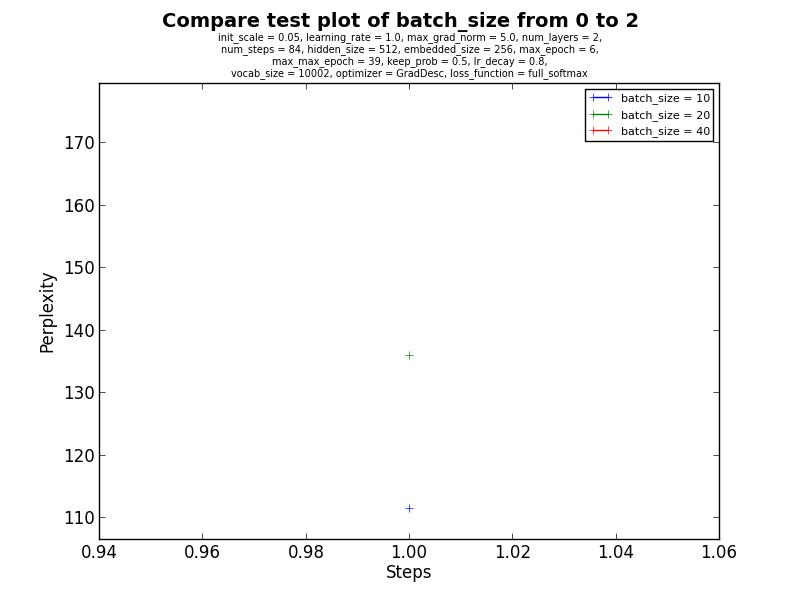 Compare test plot of batch_size from 0 to 2
init_scale = 0.05, learning_rate = 1.0, max_grad_norm = 5.0, num_layers = 2,
num_steps = 84, hidden_size = 512, embedded_size = 256, max_epoch = 6,
max_max_epoch = 39, keep_prob = 0.5, lr_decay = 0.8,
vocab_size = 10002, optimizer = GradDesc, loss_function = full_softmax
batch_size = 10
batch_size = 20
batch_size = 40
170
160
150
140
130
120
110
Perplexity
0.94 0.96 0.98 1.00 1.02 1.04 1.06
Steps